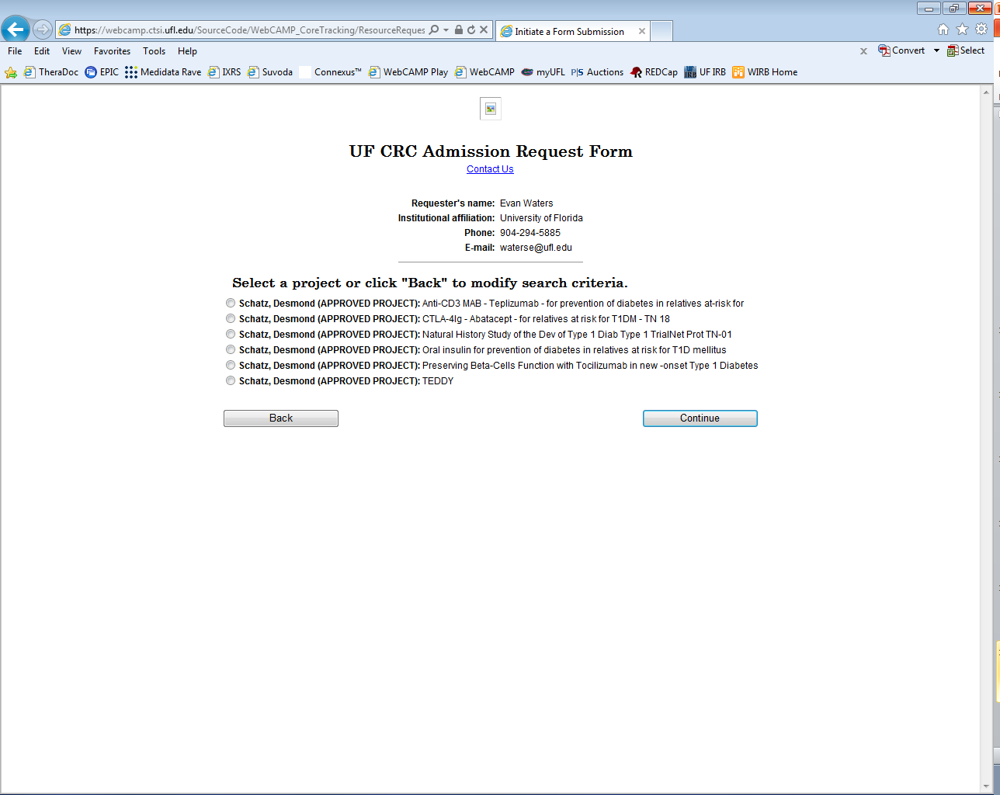 https://webcamp.ctsi.ufl.edu/SourceCode/WebCAMP_CoreTracking/ResourceReques
Initiate a Form Submission
File Edit View Favorites Tools Help
Convert Select
TheraDoc EPIC Medidata Rave IXRS Suvoda Connexus™ WebCAMP Play WebCAMP myUFL P|S Auctions REDCap UF IRB WIRB Home
UF CRC Admission Request Form
Contact Us
Requester's name: Evan Waters
Institutional affiliation: University of Florida
Phone: 904-294-5885
E-mail: waterse@ufl.edu
Select a project or click "Back" to modify search criteria.
Schatz, Desmond (APPROVED PROJECT): Anti-CD3 MAB - Teplizumab - for prevention of diabetes in relatives at-risk for
Schatz, Desmond (APPROVED PROJECT): CTLA-4Ig - Abatacept - for relatives at risk for T1DM - TN 18
Schatz, Desmond (APPROVED PROJECT): Natural History Study of the Dev of Type 1 Diab Type 1 TrialNet Prot TN-01
Schatz, Desmond (APPROVED PROJECT): Oral insulin for prevention of diabetes in relatives at risk for T1D mellitus
Schatz, Desmond (APPROVED PROJECT): Preserving Beta-Cells Function with Tocilizumab in new -onset Type 1 Diabetes
Schatz, Desmond (APPROVED PROJECT): TEDDY
Back Continue